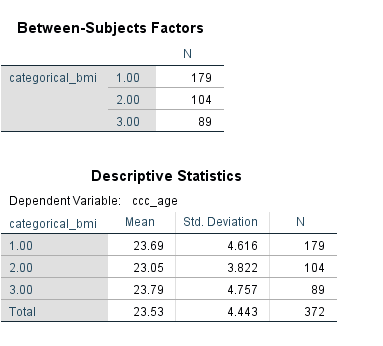 Between-Subjects Factors
N
categorical_bmi 1.00 179
2.00 104
3.00 89
Descriptive Statistics
Dependent Variable: ccc_age
categorical_bmi Mean Std. Deviation N
1.00 23.69 4.616 179
2.00 23.05 3.822 104
3.00 23.79 4.757 89
Total 23.53 4.443 372